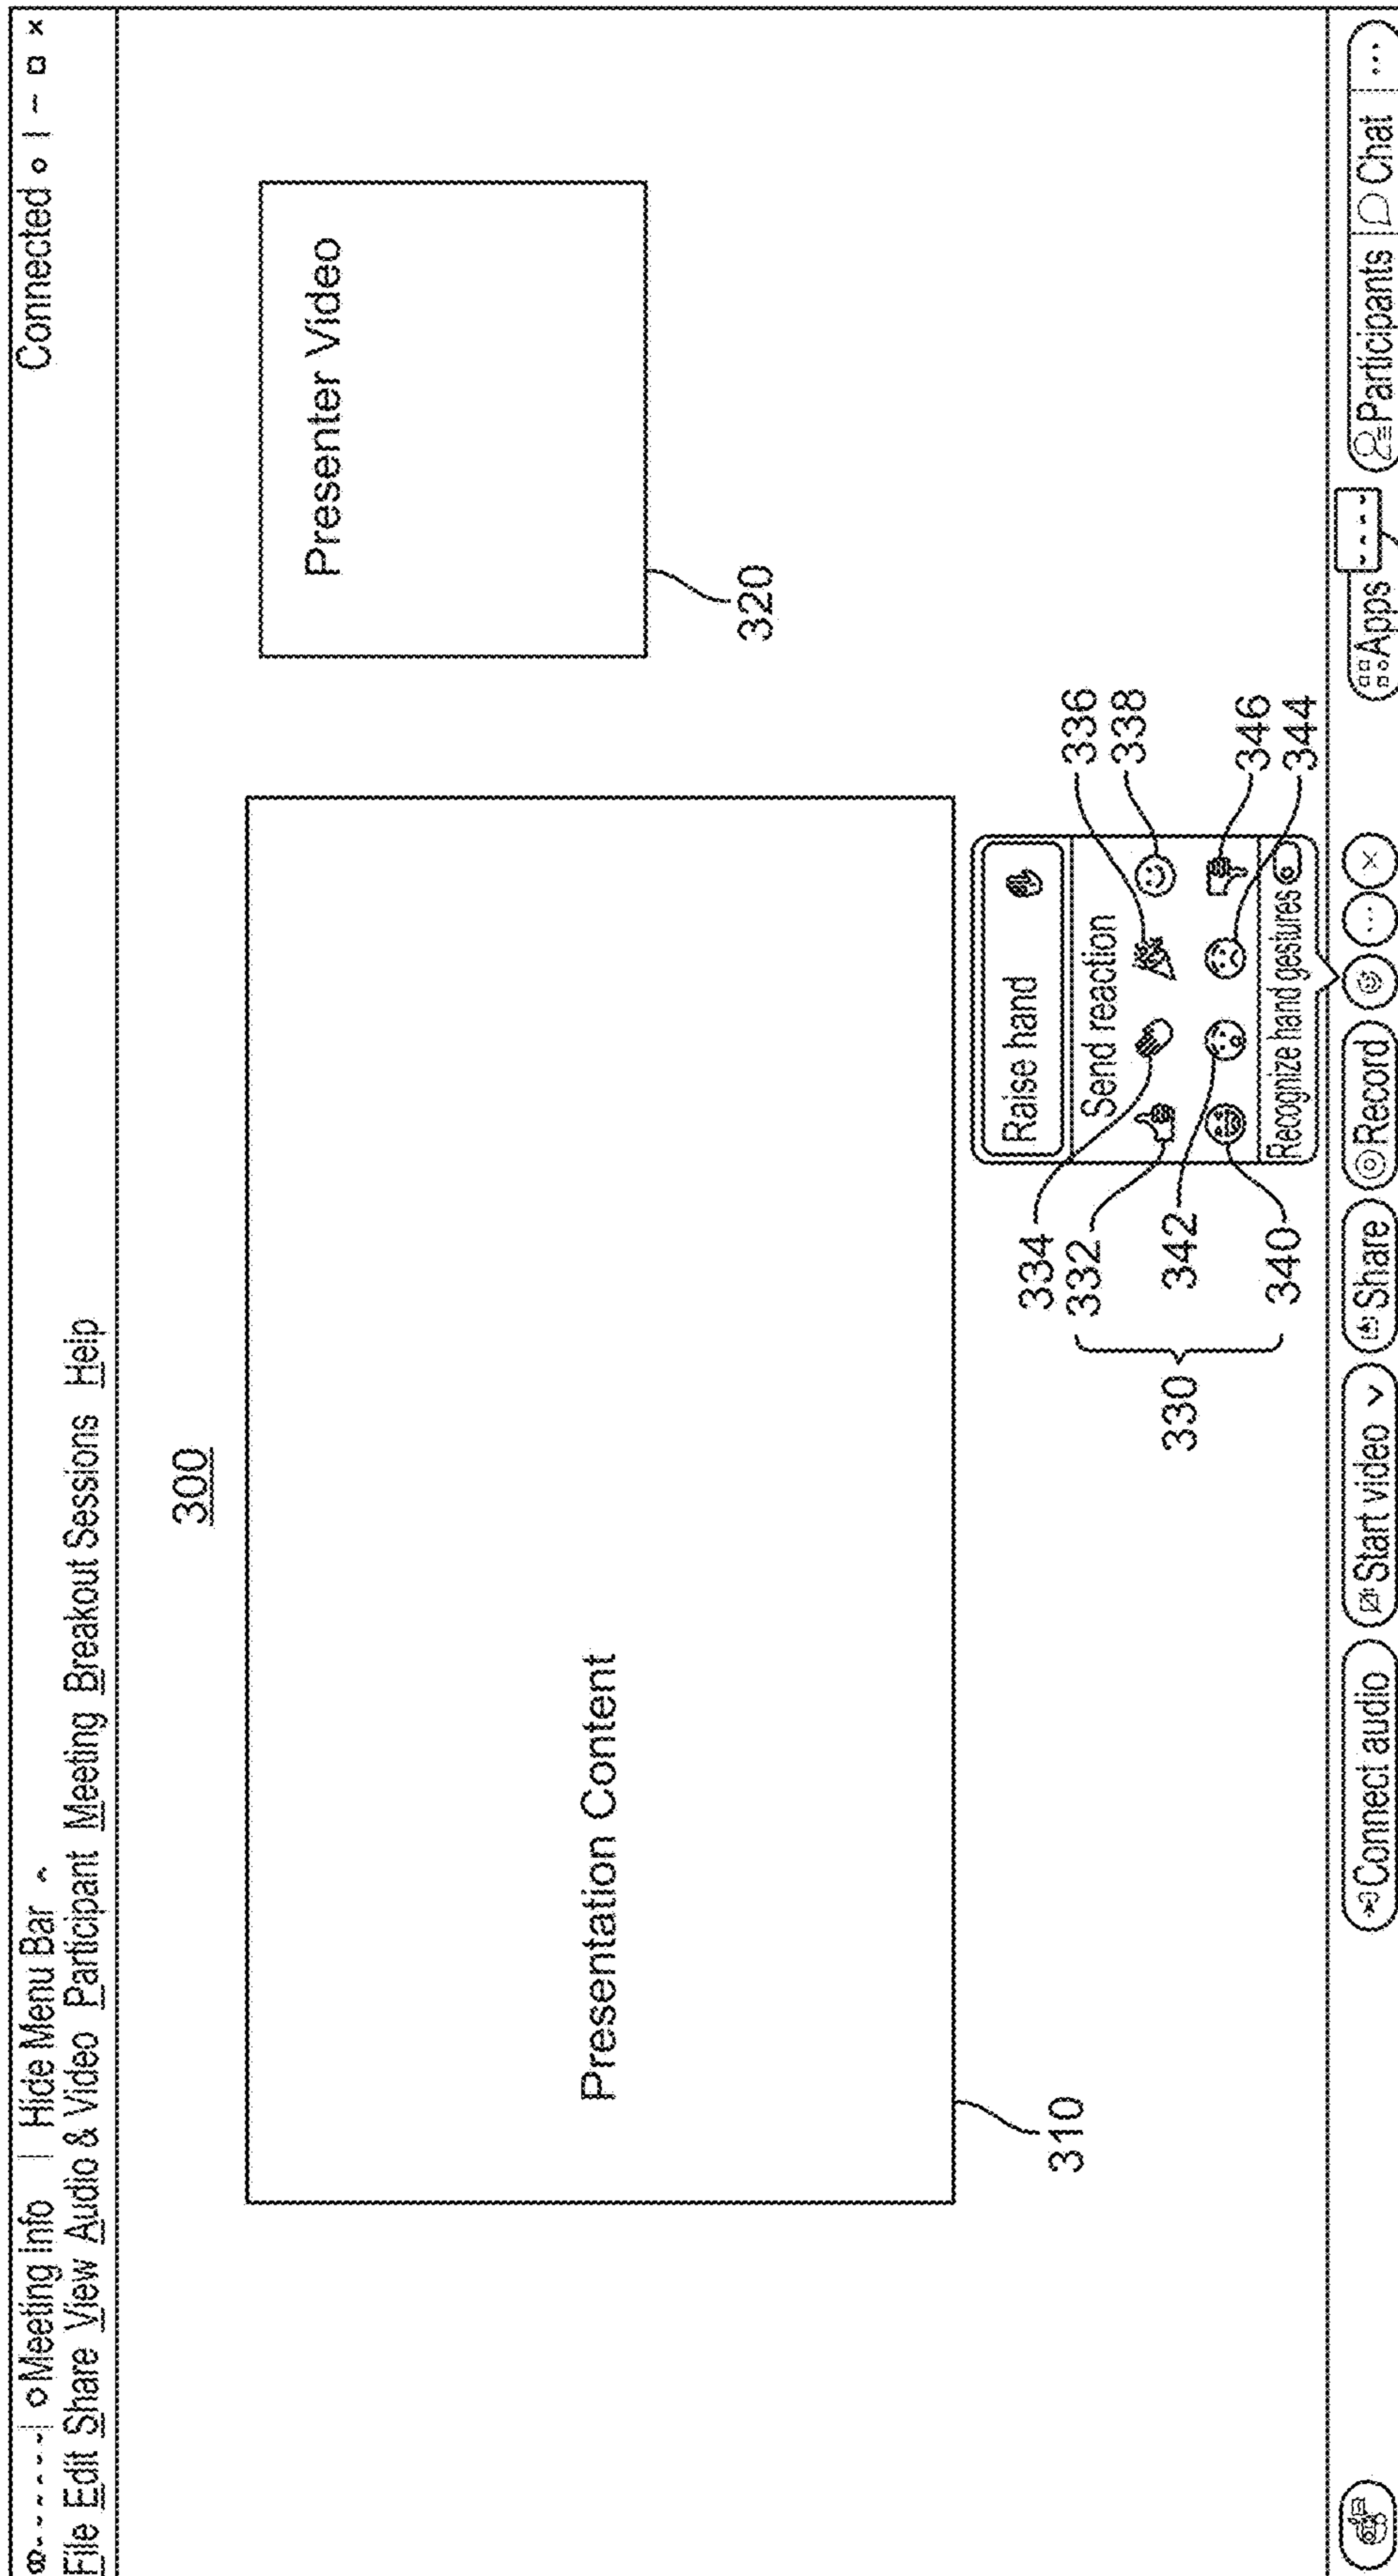 Meeting info | Hide Menu Bar ^
Connected
File Edit Share View Audio & Video Participant Meeting Breakout Sessions Help
300
Presentation Content
Presenter Video
310
320
Raise hand
Send reaction
Recognize hand gestures
334
332
342
340
330
336
338
346
344
Connect audio
Start video
Share
Record
Apps
Participants
Chat